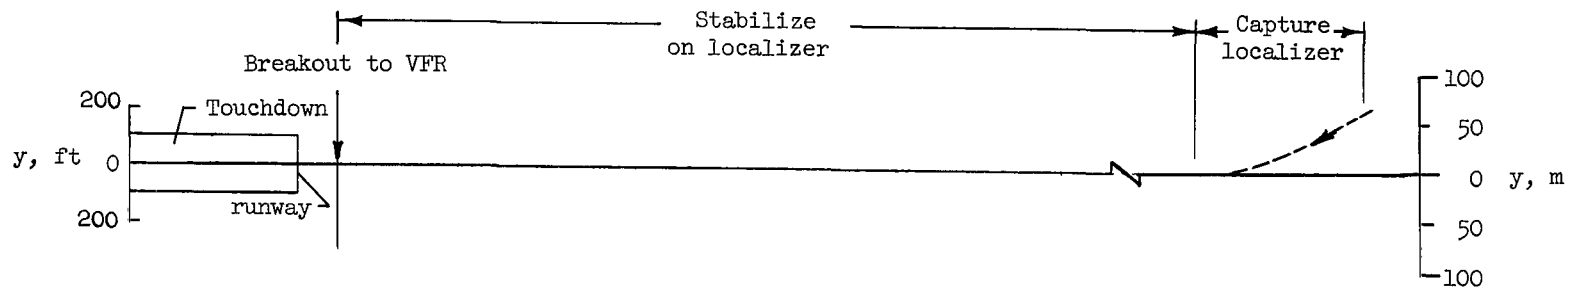 Stabilize
on localizer
Capture
localizer
Breakout to VFR
200
Touchdown
y, ft 0
runway
200
100
50
0 y, m
50
100